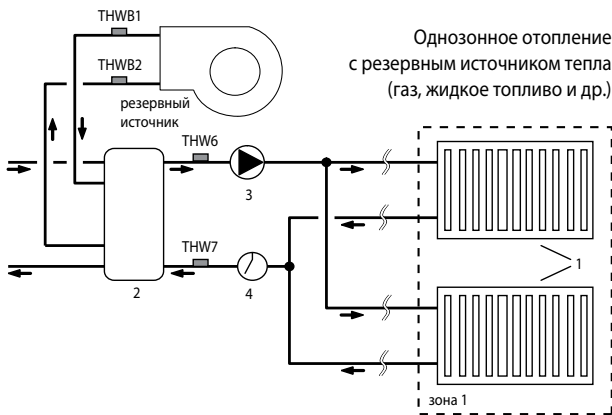 THWB1
Однозонное отопление
с резервным источником тепла
(газ, жидкое топливо и др.)
THWB2
резервный
источник
THW6
3
THW7
1
2
4
зона 1